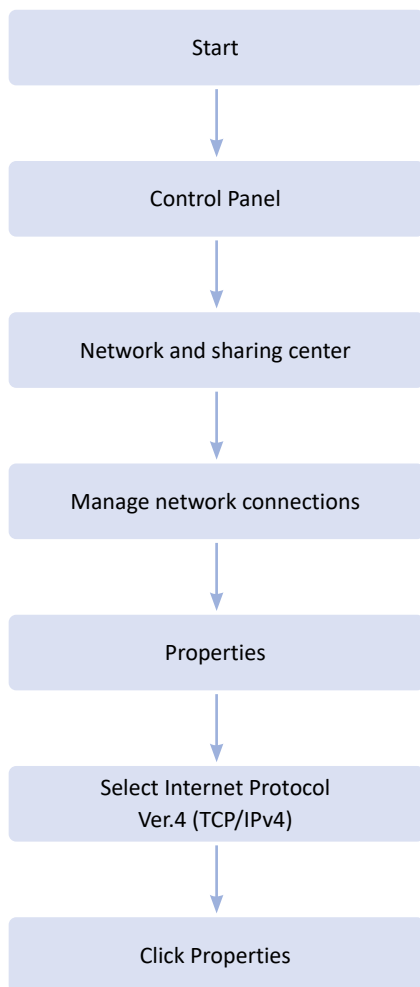 Start
Control Panel
Network and sharing center
Manage network connections
Properties
Select Internet Protocol
Ver.4 (TCP/IPv4)
Click Properties